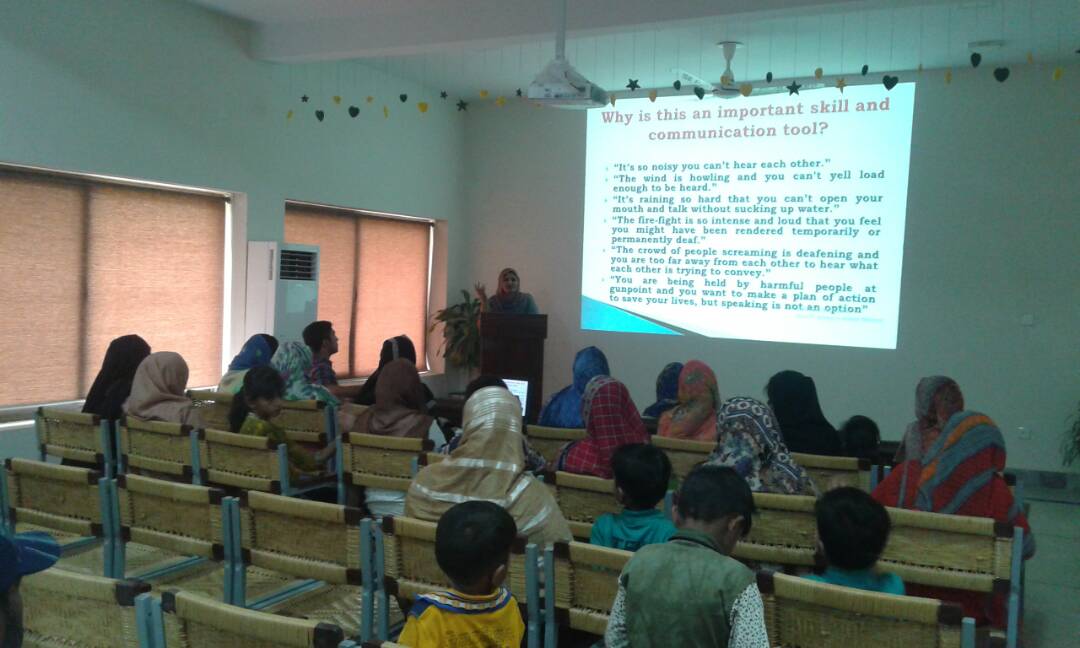 Why is this an important skill and
communication tool?
"It's so noisy you can't hear each other."
"The wind is howling and you can't yell load
enough to be heard."
"It's raining so hard that you can't open your
mouth and talk without sucking up water."
"The fire-fight is so intense and loud that you feel
you might have been rendered temporarily or
permanently deaf."
"The crowd of people screaming is deafening and
you are too far away from each other to hear what
each other is trying to convey."
"You are being held by harmful people at
gunpoint and you want to make a plan of action
to save your lives, but speaking is not an option"